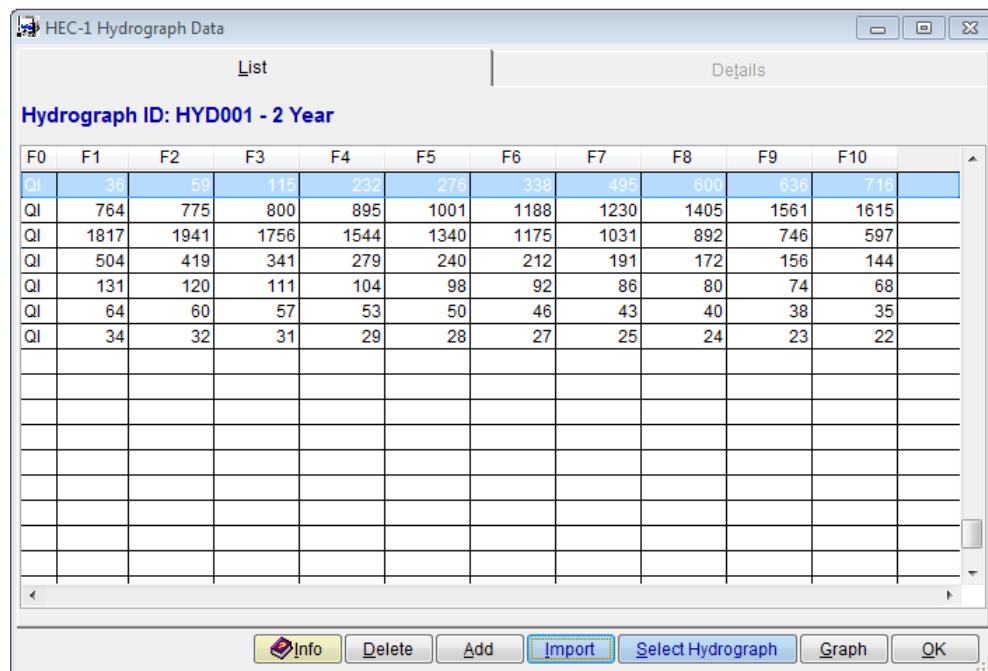 HEC-1 Hydrograph Data
List Details
Hydrograph ID: HYD001 - 2 Year
F0 F1 F2 F3 F4 F5 F6 F7 F8 F9 F10
QI 36 59 115 232 276 338 495 600 636 716
QI 764 775 800 895 1001 1188 1230 1405 1561 1615
QI 1817 1941 1756 1544 1340 1175 1031 892 746 597
QI 504 419 341 279 240 212 191 172 156 144
QI 131 120 111 104 98 92 86 80 74 68
QI 64 60 57 53 50 46 43 40 38 35
QI 34 32 31 29 28 27 25 24 23 22
Info Delete Add Import Select Hydrograph Graph OK